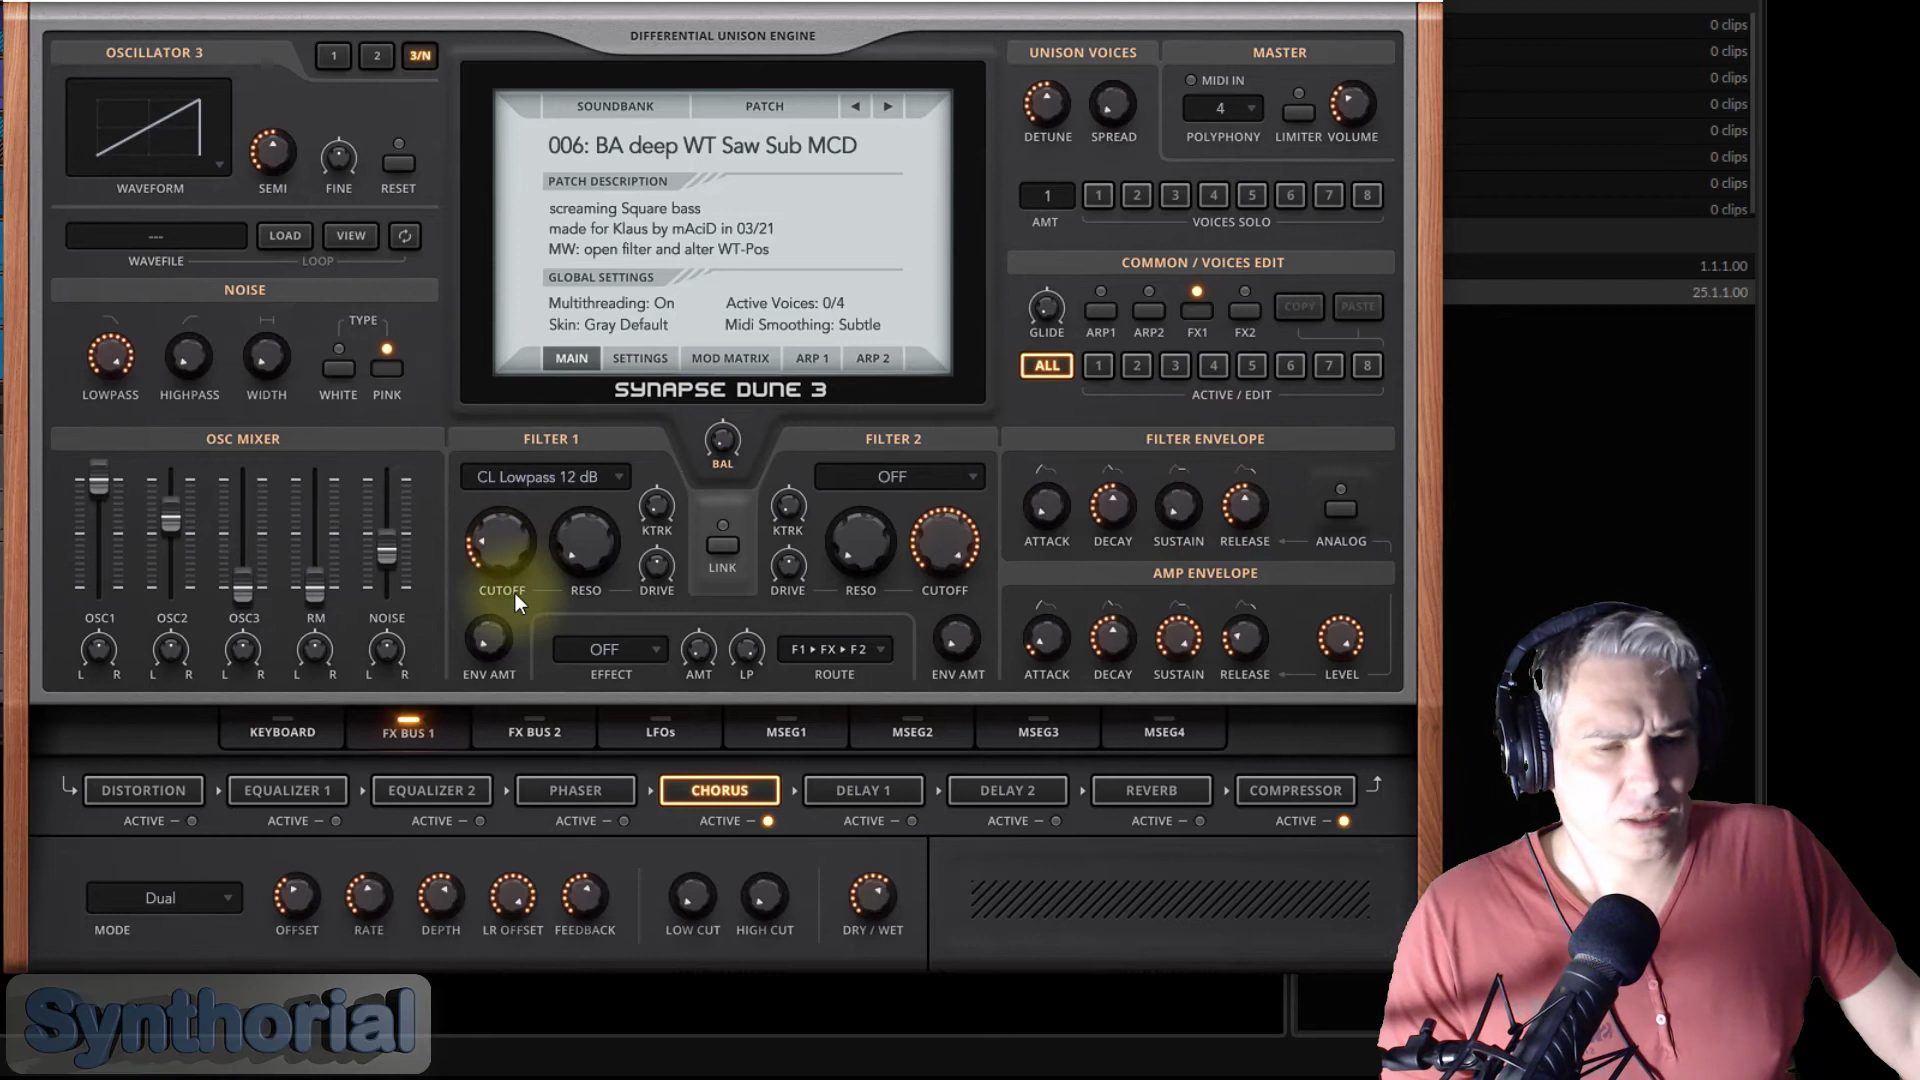 DIFFERENTIAL UNISON ENGINE
OSCILLATOR 3
1 2 3/N
WAVEFORM SEMI FINE RESET
--- LOAD VIEW
WAVEFILE LOOP
NOISE
TYPE
LOWPASS HIGHPASS WIDTH WHITE PINK
SOUNDBANK PATCH
006: BA deep WT Saw Sub MCD
PATCH DESCRIPTION
screaming Square bass
made for Klaus by mAciD in 03/21
MW: open filter and alter WT-Pos
GLOBAL SETTINGS
Multithreading: On Active Voices: 0/4
Skin: Gray Default Midi Smoothing: Subtle
MAIN SETTINGS MOD MATRIX ARP 1 ARP 2
SYNAPSE DUNE 3
UNISON VOICES MASTER
MIDI IN
4
DETUNE SPREAD POLYPHONY LIMITER VOLUME
1 1 2 3 4 5 6 7 8
AMT VOICES SOLO
COMMON / VOICES EDIT
COPY PASTE
GLIDE ARP1 ARP2 FX1 FX2
ALL 1 2 3 4 5 6 7 8
ACTIVE / EDIT
0 clips
0 clips
0 clips
0 clips
0 clips
0 clips
0 clips
0 clips
1.1.1.00
25.1.1.00
OSC MIXER
OSC1 OSC2 OSC3 RM NOISE
L R L R L R L R L R
FILTER 1 BAL FILTER 2
CL Lowpass 12 dB OFF
KTRK KTRK
LINK
CUTOFF RESO DRIVE DRIVE RESO CUTOFF
OFF F1 ▸ FX ▸ F2
ENV AMT EFFECT AMT LP ROUTE ENV AMT
FILTER ENVELOPE
ATTACK DECAY SUSTAIN RELEASE ANALOG
AMP ENVELOPE
ATTACK DECAY SUSTAIN RELEASE LEVEL
KEYBOARD FX BUS 1 FX BUS 2 LFOs MSEG1 MSEG2 MSEG3 MSEG4
DISTORTION EQUALIZER 1 EQUALIZER 2 PHASER CHORUS DELAY 1 DELAY 2 REVERB COMPRESSOR
ACTIVE ACTIVE ACTIVE ACTIVE ACTIVE ACTIVE ACTIVE ACTIVE ACTIVE
Dual
MODE OFFSET RATE DEPTH LR OFFSET FEEDBACK LOW CUT HIGH CUT DRY / WET
Synthorial